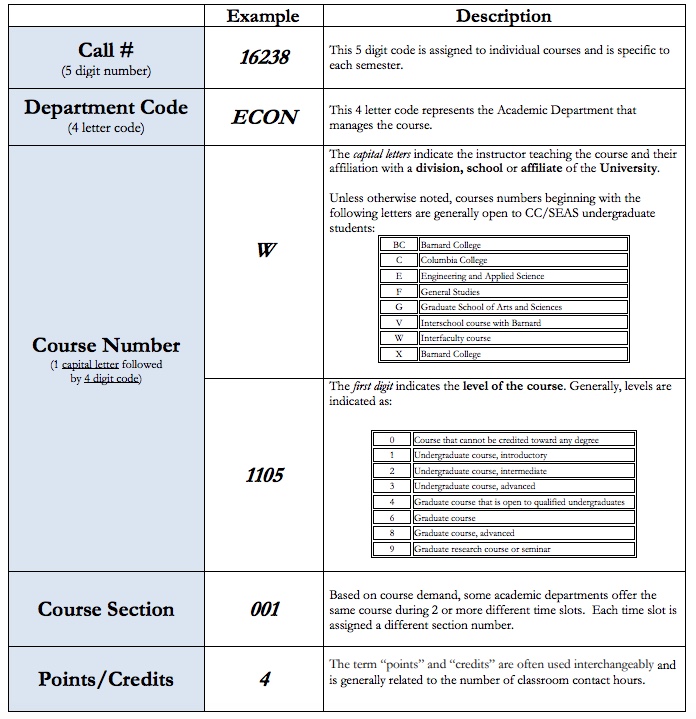 Example Description
Call #
(5 digit number)
16238
This 5 digit code is assigned to individual courses and is specific to
each semester.
Department Code
(4 letter code)
ECON
This 4 letter code represents the Academic Department that
manages the course.
Course Number
(1 capital letter followed
by 4 digit code)
W
The capital letters indicate the instructor teaching the course and their
affiliation with a division, school or affiliate of the University.
Unless otherwise noted, courses numbers beginning with the
following letters are generally open to CC/SEAS undergraduate
students:
BC Barnard College
C Columbia College
E Engineering and Applied Science
F General Studies
G Graduate School of Arts and Sciences
V Interschool course with Barnard
W Interfaculty course
X Barnard College
1105
The first digit indicates the level of the course. Generally, levels are
indicated as:
0 Course that cannot be credited toward any degree
1 Undergraduate course, introductory
2 Undergraduate course, intermediate
3 Undergraduate course, advanced
4 Graduate course that is open to qualified undergraduates
6 Graduate course
8 Graduate course, advanced
9 Graduate research course or seminar
Course Section
001
Based on course demand, some academic departments offer the
same course during 2 or more different time slots. Each time slot is
assigned a different section number.
Points/Credits
4
The term “points” and “credits” are often used interchangeably and
is generally related to the number of classroom contact hours.